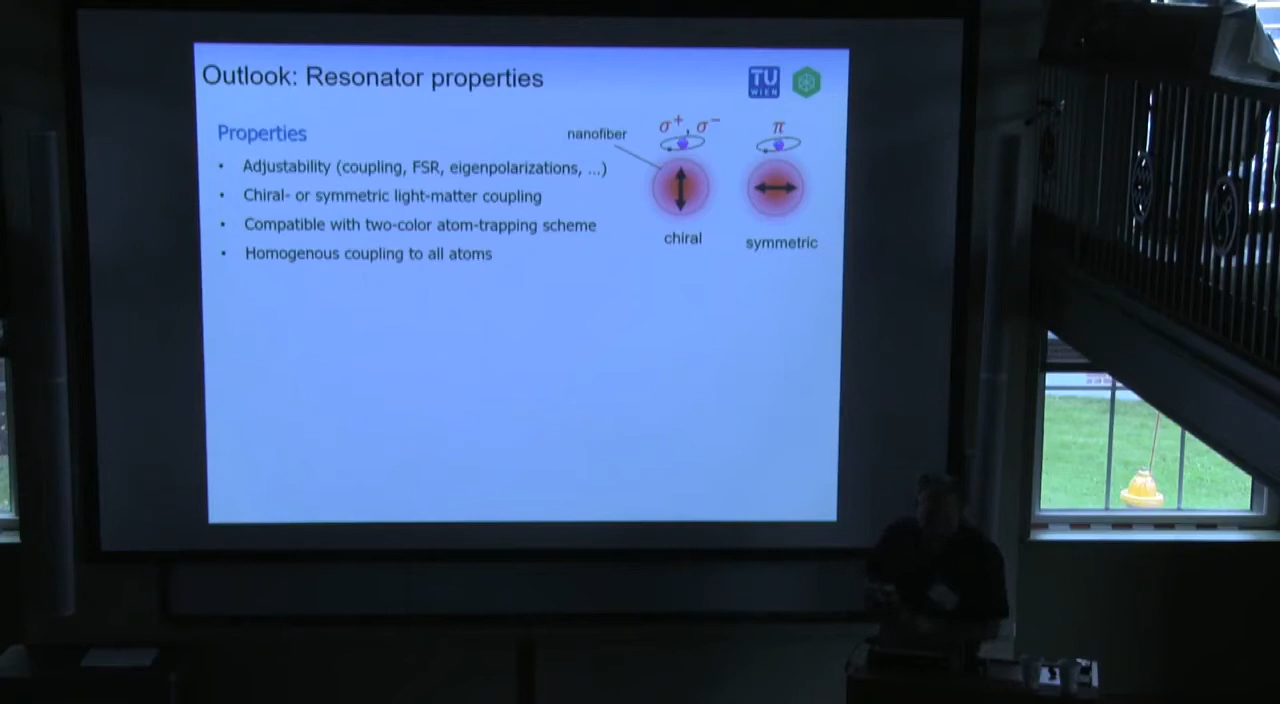 Outlook: Resonator properties
TU
WIEN
Properties
nanofiber
σ⁺, σ⁻
π
• Adjustability (coupling, FSR, eigenpolarizations, ...)
• Chiral- or symmetric light-matter coupling
• Compatible with two-color atom-trapping scheme
• Homogenous coupling to all atoms
chiral
symmetric